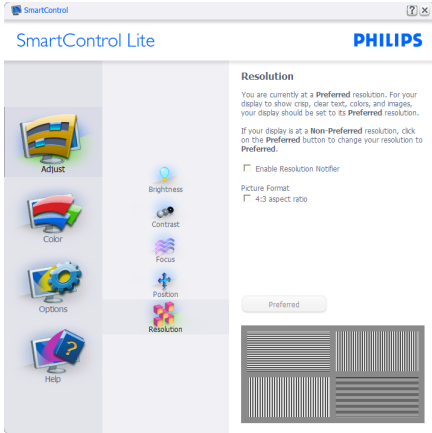 SmartControl
SmartControl Lite
PHILIPS
Adjust
Color
Options
Help
Brightness
Contrast
Focus
Position
Resolution
Resolution
You are currently at a Preferred resolution. For your
display to show crisp, clear text, colors, and images,
your display should be set to its Preferred resolution.
If your display is at a Non-Preferred resolution, click
on the Preferred button to change your resolution to
Preferred.
Enable Resolution Notifier
Picture Format
4:3 aspect ratio
Preferred